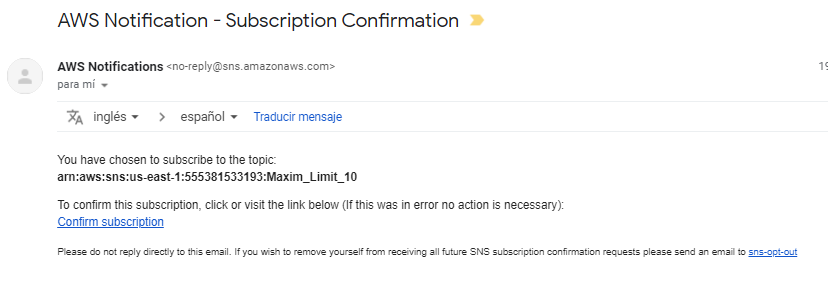 AWS Notification - Subscription Confirmation
AWS Notifications <no-reply@sns.amazonaws.com>
19
para mí
inglés
español
Traducir mensaje
You have chosen to subscribe to the topic:
arn:aws:sns:us-east-1:555381533193:Maxim_Limit_10
To confirm this subscription, click or visit the link below (If this was in error no action is necessary):
Confirm subscription
Please do not reply directly to this email. If you wish to remove yourself from receiving all future SNS subscription confirmation requests please send an email to sns-opt-out